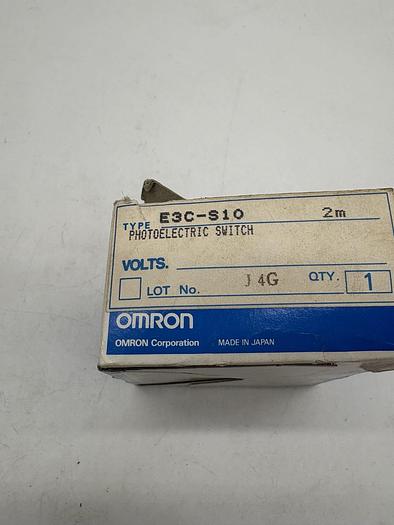 TYPE E3C-S10 2m
PHOTOELECTRIC SWITCH
VOLTS.
LOT No. J4G QTY. 1
OMRON
OMRON Corporation MADE IN JAPAN